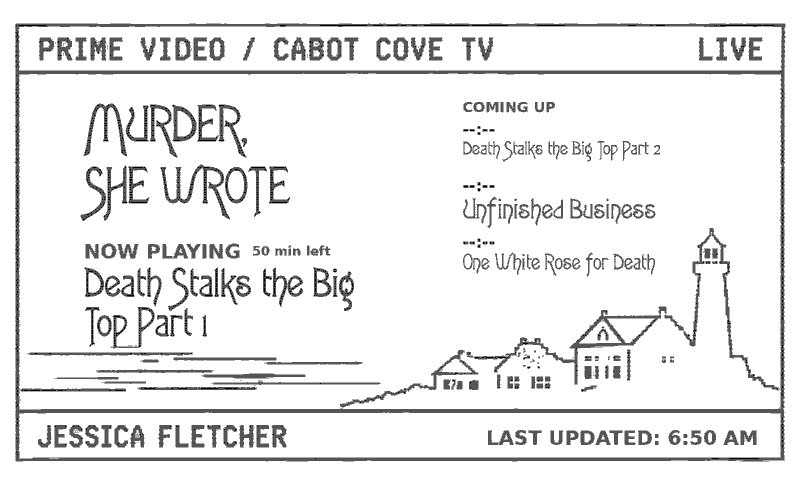 PRIME VIDEO / CABOT COVE TV
LIVE
MURDER,
SHE WROTE
NOW PLAYING 50 min left
Death Stalks the Big
Top Part 1
COMING UP
--:--
Death Stalks the Big Top Part 2
--:--
Unfinished Business
--:--
One White Rose for Death
JESSICA FLETCHER
LAST UPDATED: 6:50 AM